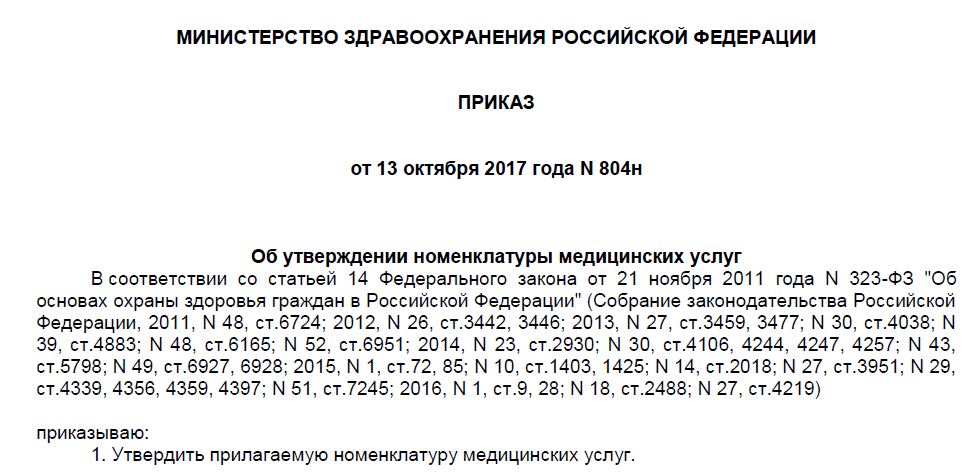 МИНИСТЕРСТВО ЗДРАВООХРАНЕНИЯ РОССИЙСКОЙ ФЕДЕРАЦИИ
ПРИКАЗ
от 13 октября 2017 года N 804н
Об утверждении номенклатуры медицинских услуг
В соответствии со статьей 14 Федерального закона от 21 ноября 2011 года N 323-ФЗ "Об
основах охраны здоровья граждан в Российской Федерации" (Собрание законодательства Российской
Федерации, 2011, N 48, ст.6724; 2012, N 26, ст.3442, 3446; 2013, N 27, ст.3459, 3477; N 30, ст.4038; N
39, ст.4883; N 48, ст.6165; N 52, ст.6951; 2014, N 23, ст.2930; N 30, ст.4106, 4244, 4247, 4257; N 43,
ст.5798; N 49, ст.6927, 6928; 2015, N 1, ст.72, 85; N 10, ст.1403, 1425; N 14, ст.2018; N 27, ст.3951; N 29,
ст.4339, 4356, 4359, 4397; N 51, ст.7245; 2016, N 1, ст.9, 28; N 18, ст.2488; N 27, ст.4219)
приказываю:
1. Утвердить прилагаемую номенклатуру медицинских услуг.